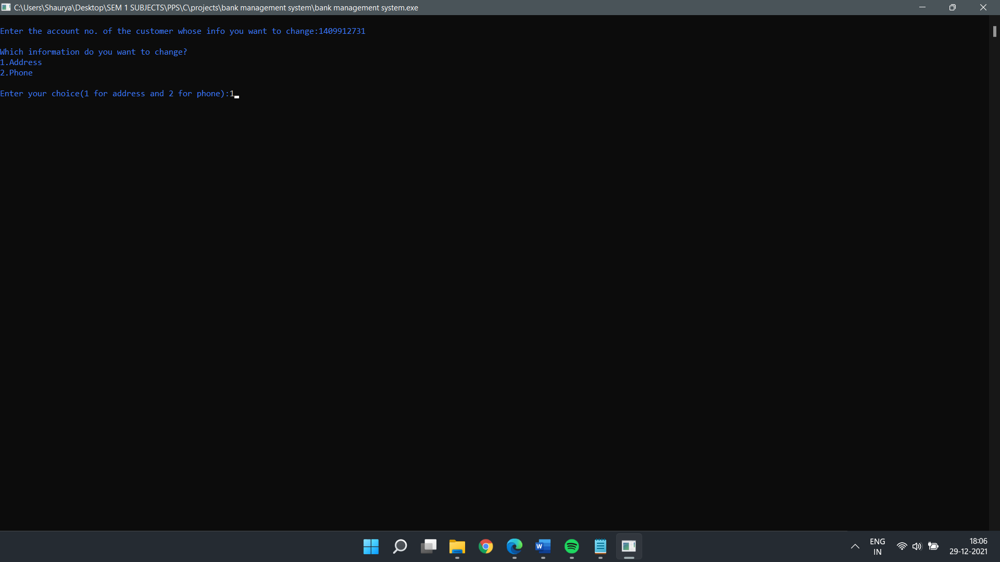 C:\Users\Shaurya\Desktop\SEM 1 SUBJECTS\PPS\C\projects\bank management system\bank management system.exe
Enter the account no. of the customer whose info you want to change:1409912731
Which information do you want to change?
1.Address
2.Phone
Enter your choice(1 for address and 2 for phone):1
W
ENG
IN
18:06
29-12-2021